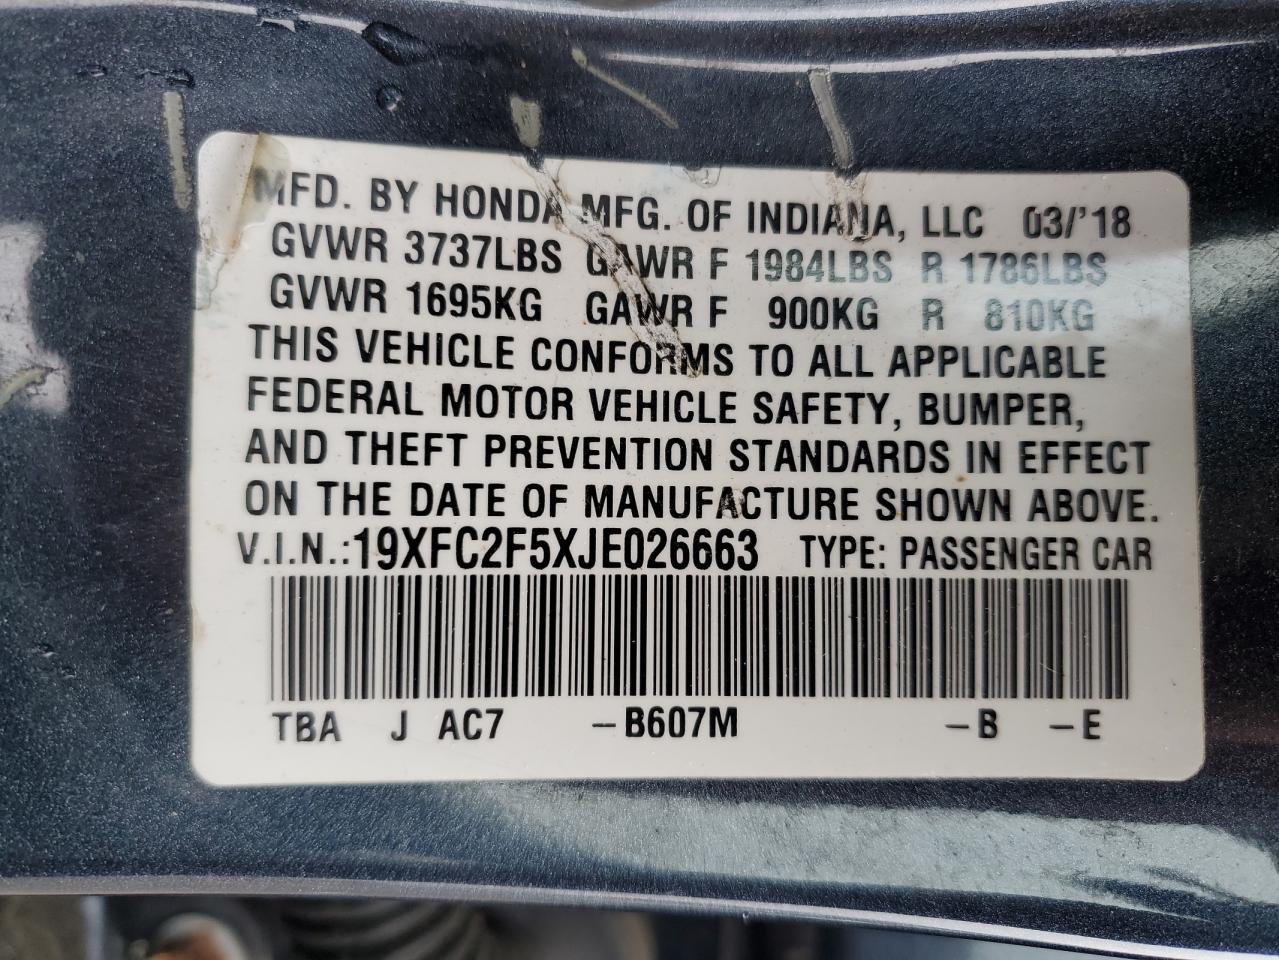 MFD. BY HONDA MFG. OF INDIANA, LLC 03/'18
GVWR 3737LBS GAWR F 1984LBS R 1786LBS
GVWR 1695KG GAWR F 900KG R 810KG
THIS VEHICLE CONFORMS TO ALL APPLICABLE
FEDERAL MOTOR VEHICLE SAFETY, BUMPER,
AND THEFT PREVENTION STANDARDS IN EFFECT
ON THE DATE OF MANUFACTURE SHOWN ABOVE.
V.I.N.:19XFC2F5XJE026663 TYPE: PASSENGER CAR
TBA J AC7 –B607M –B –E